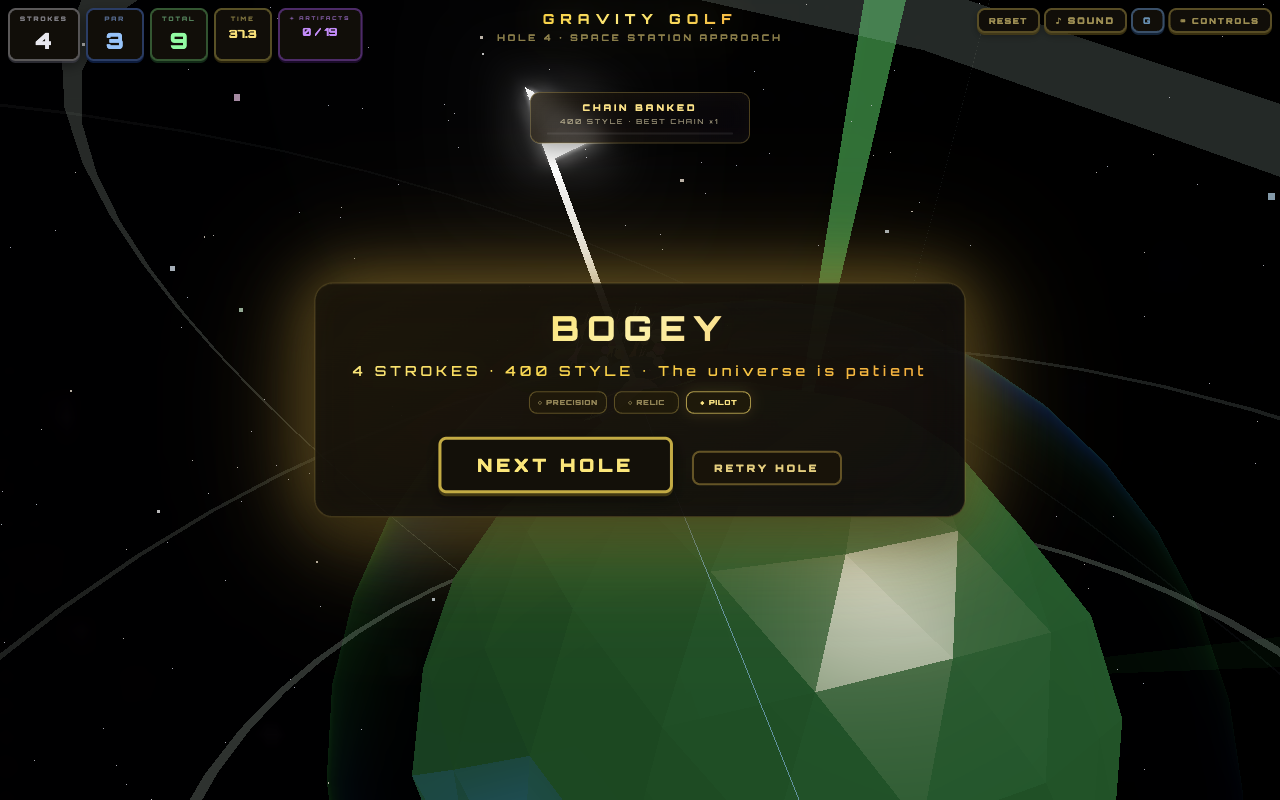 STROKES
4
PAR
3
TOTAL
9
TIME
37.3
✦ ARTIFACTS
0 / 19
GRAVITY GOLF
HOLE 4 · SPACE STATION APPROACH
RESET
♪ SOUND
G
≡ CONTROLS
CHAIN BANKED
400 STYLE · BEST CHAIN ×1
BOGEY
4 STROKES · 400 STYLE · The universe is patient
○ PRECISION
○ RELIC
◆ PILOT
NEXT HOLE
RETRY HOLE